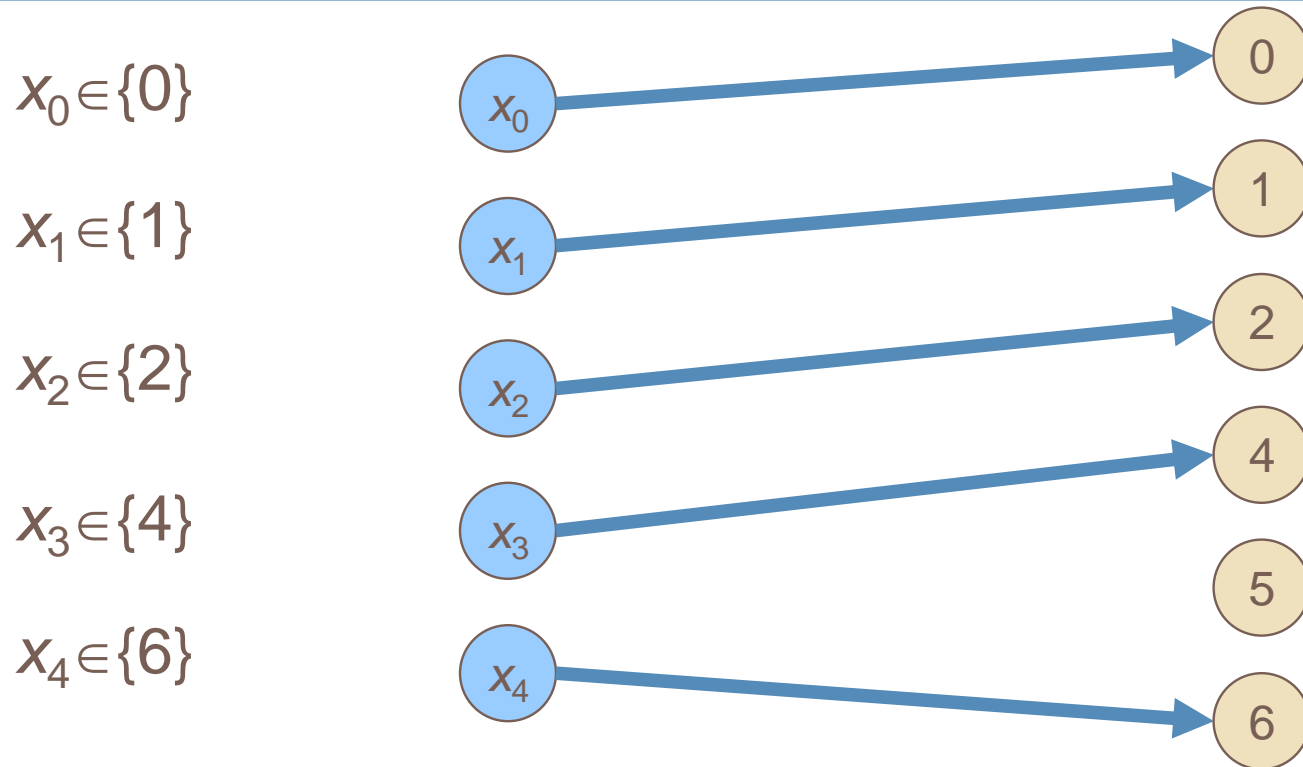 x₀∈{0}
x₁∈{1}
x₂∈{2}
x₃∈{4}
x₄∈{6}
x₀
x₁
x₂
x₃
x₄
0
1
2
4
5
6